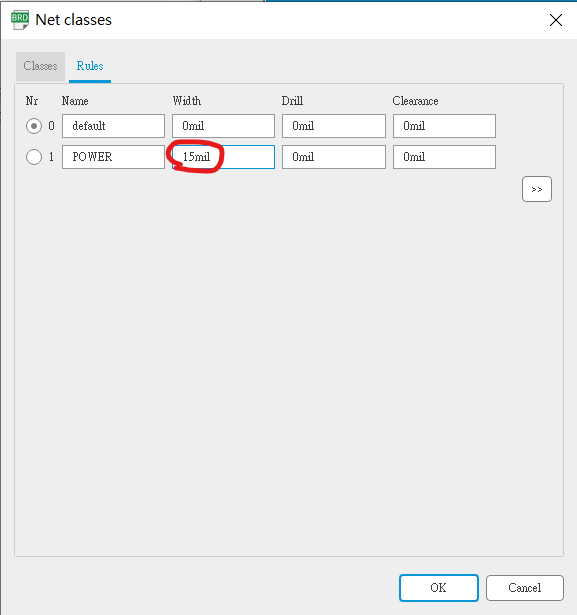 BRD Net classes
Classes Rules
Nr Name Width Drill Clearance
0 default 0mil 0mil 0mil
1 POWER 15mil 0mil 0mil
>>
OK Cancel